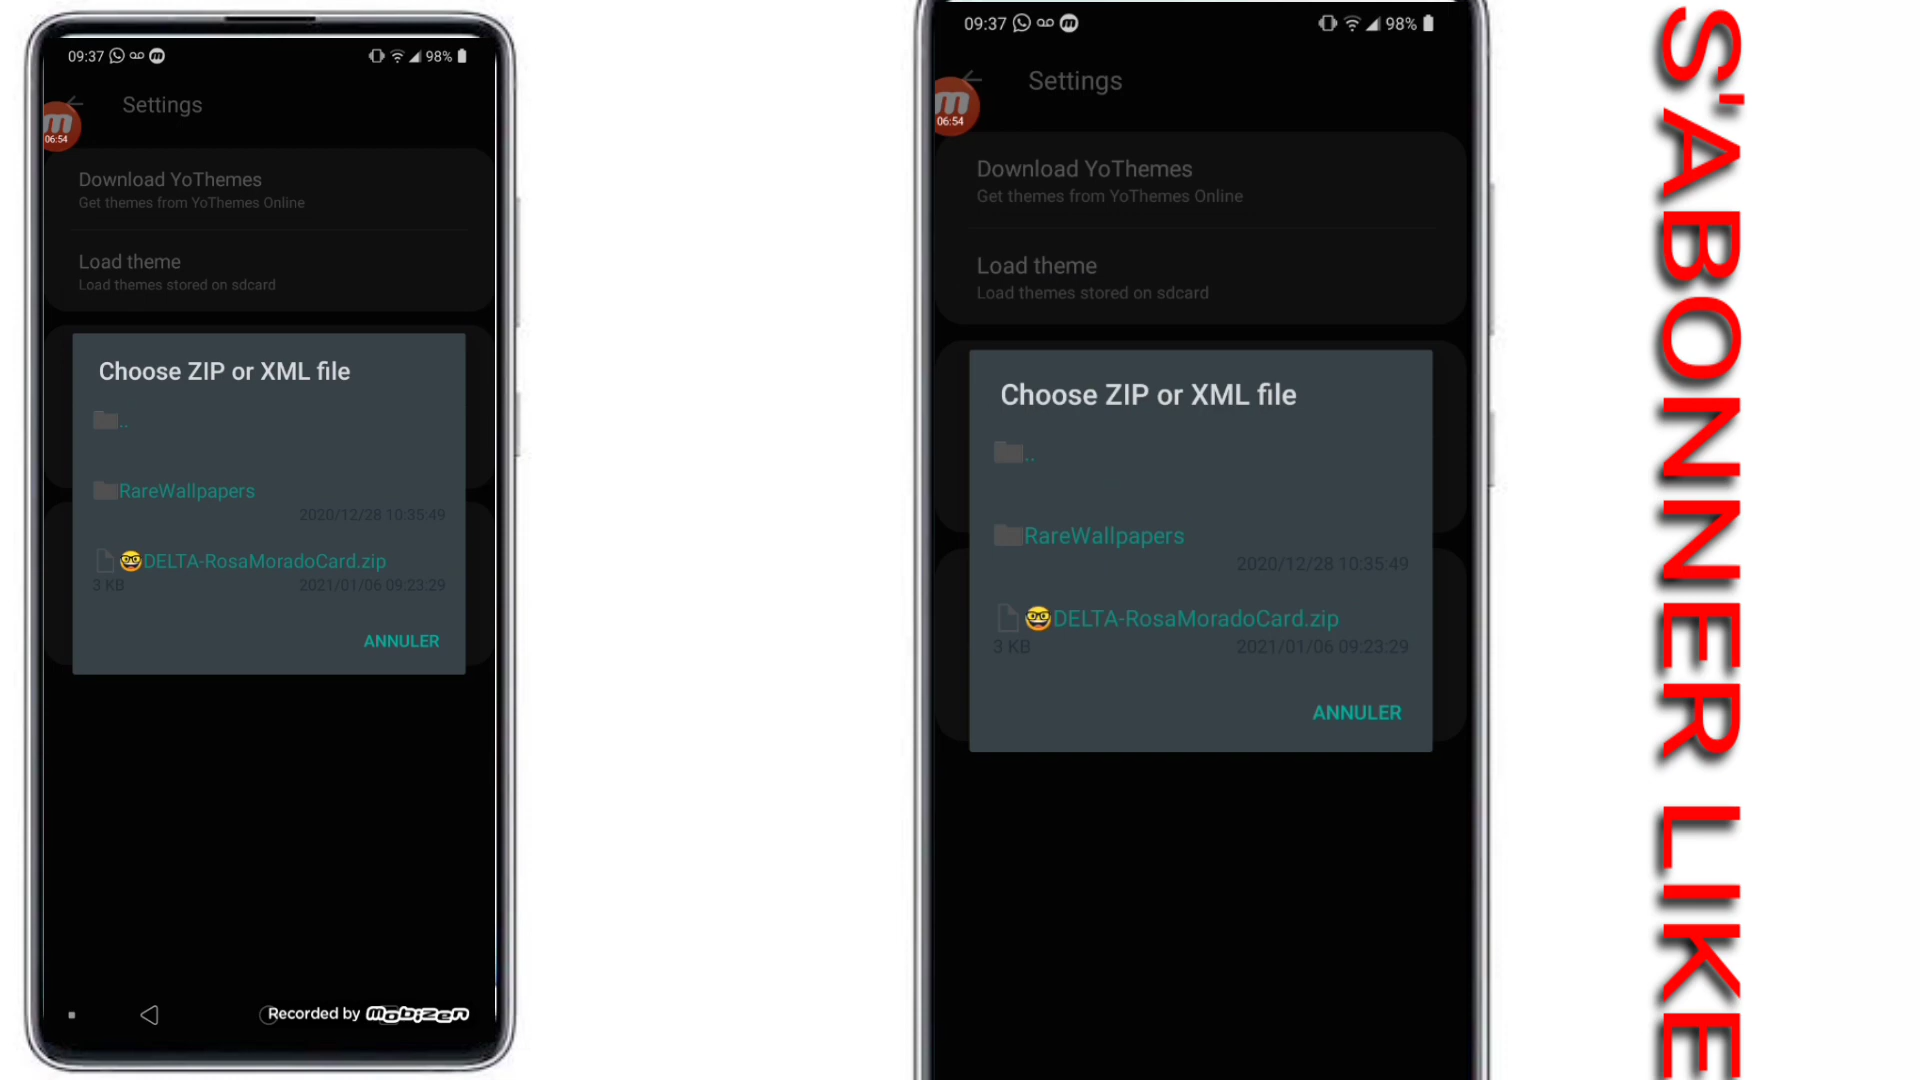 09:37
98%
06:54
Settings
Download YoThemes
Get themes from YoThemes Online
Load theme
Load themes stored on sdcard
Choose ZIP or XML file
..
RareWallpapers
2020/12/28 10:35:49
🤓DELTA-RosaMoradoCard.zip
3 KB 2021/01/06 09:23:29
ANNULER
Recorded by mobizen
09:37
98%
06:54
Settings
Download YoThemes
Get themes from YoThemes Online
Load theme
Load themes stored on sdcard
Choose ZIP or XML file
..
RareWallpapers
2020/12/28 10:35:49
🤓DELTA-RosaMoradoCard.zip
3 KB 2021/01/06 09:23:29
ANNULER
S'ABONNER LIKE